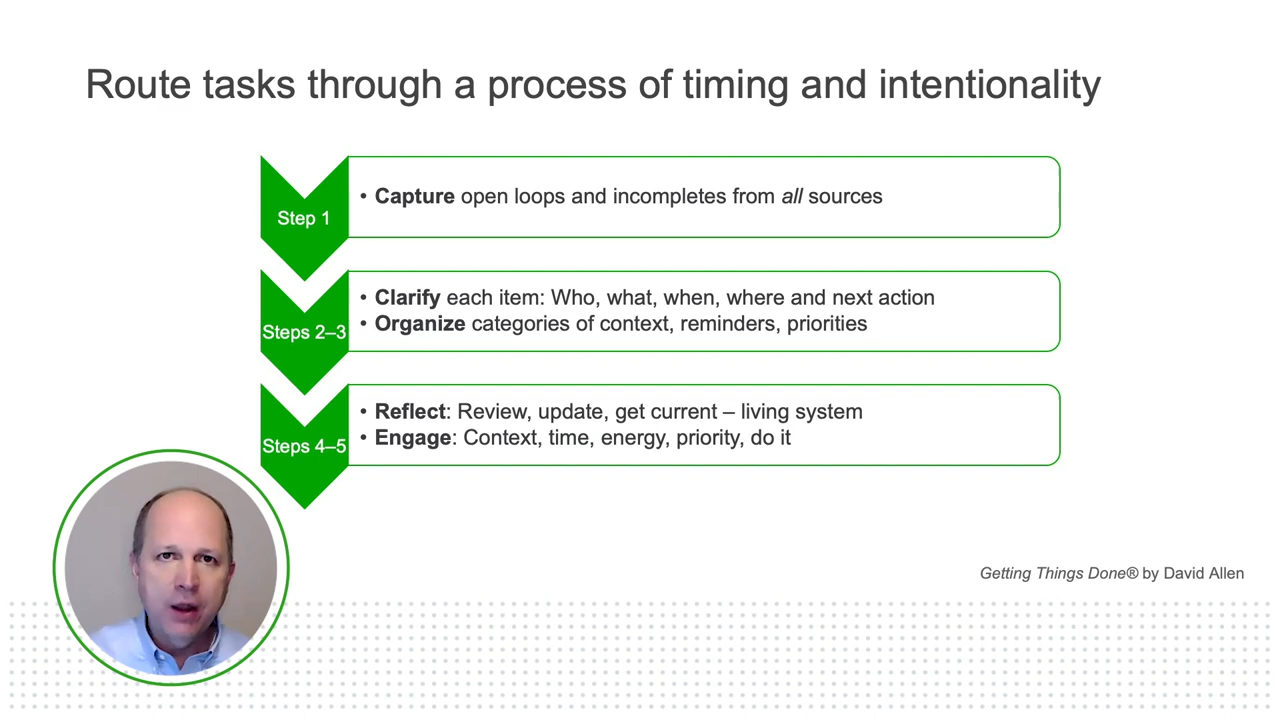 Route tasks through a process of timing and intentionality
Step 1
• Capture open loops and incompletes from all sources
Steps 2–3
• Clarify each item: Who, what, when, where and next action
• Organize categories of context, reminders, priorities
Steps 4–5
• Reflect: Review, update, get current – living system
• Engage: Context, time, energy, priority, do it
Getting Things Done® by David Allen